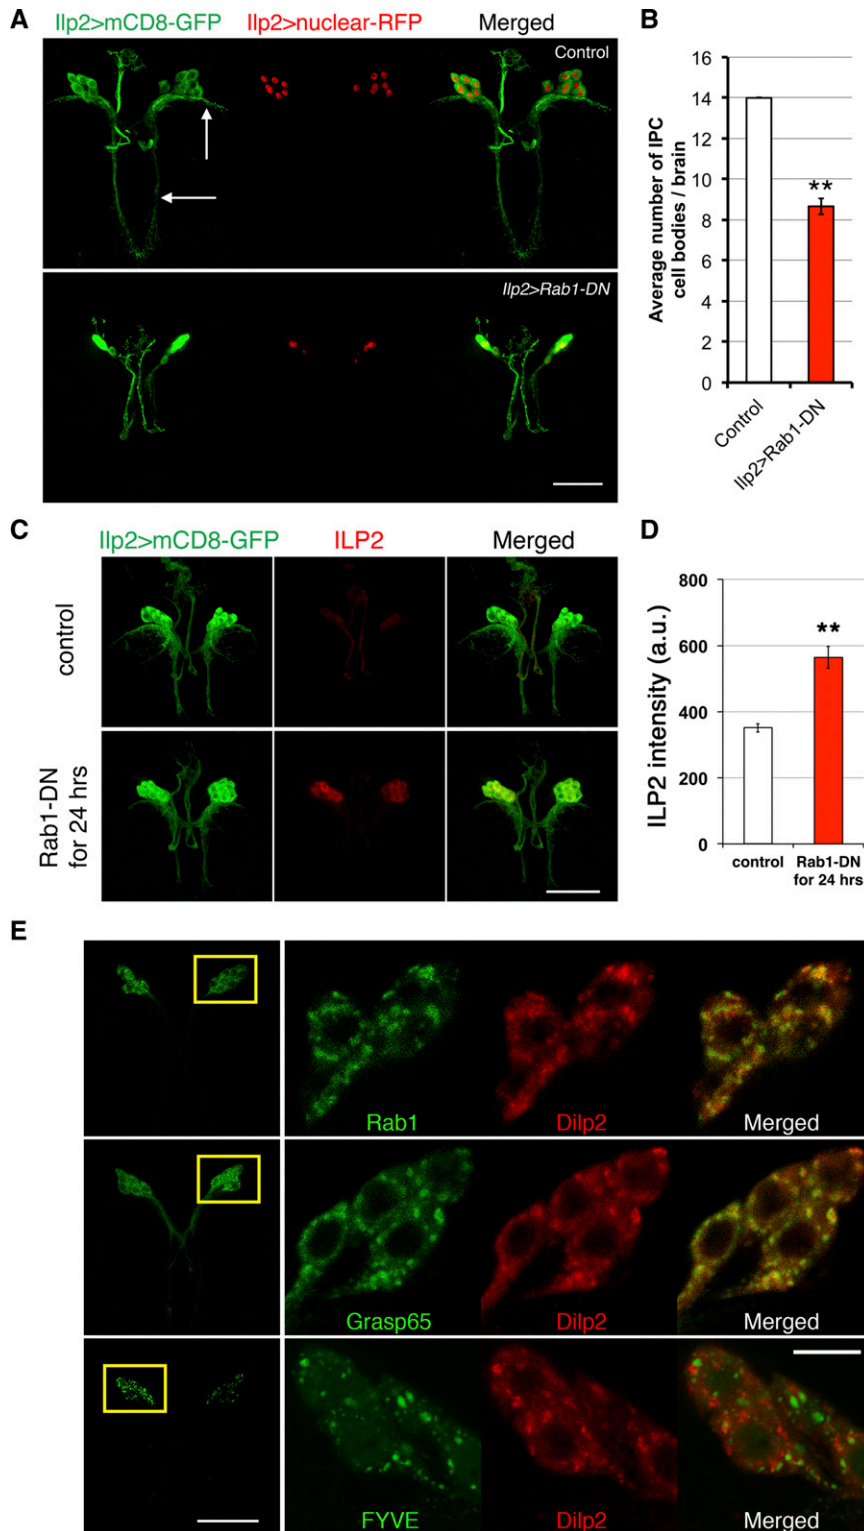 A
Ilp2>mCD8-GFP Ilp2>nuclear-RFP Merged
Control
Ilp2>Rab1-DN
B
Average number of IPC
cell bodies / brain
16
14
12
10
8
6
4
2
0
**
Control
Ilp2>Rab1-DN
C
Ilp2>mCD8-GFP ILP2 Merged
control
Rab1-DN
for 24 hrs
D
ILP2 intensity (a.u.)
800
600
400
200
0
**
control
Rab1-DN
for 24 hrs
E
Rab1 Dilp2 Merged
Grasp65 Dilp2 Merged
FYVE Dilp2 Merged